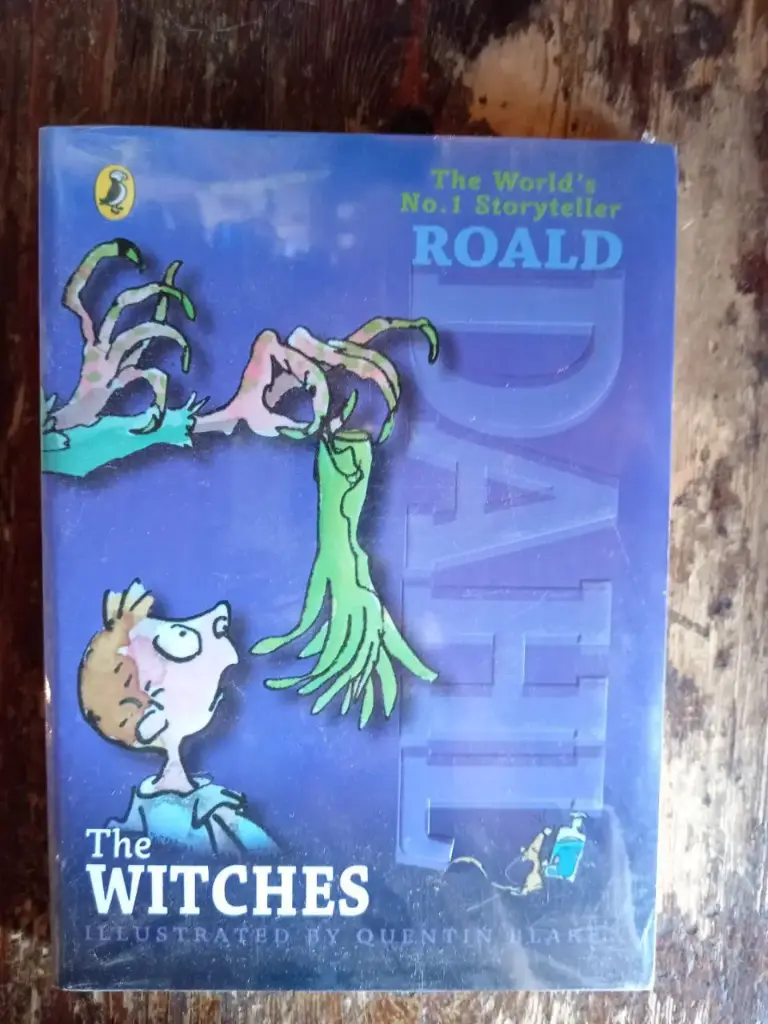 The World's
No.1 Storyteller
ROALD
DAHL
The
WITCHES
ILLUSTRATED BY QUENTIN BLAKE